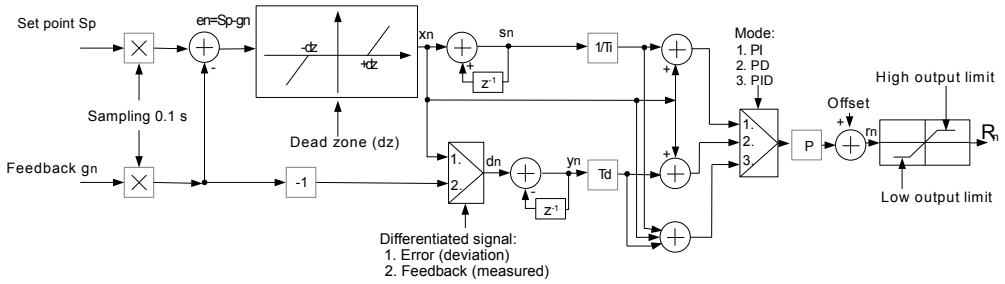 Set point Sp
en=Sp-gn
-dz
+dz
xn
sn
1/Ti
Mode:
1. PI
2. PD
3. PID
High output limit
+
z⁻¹
-
+
Sampling 0.1 s
Dead zone (dz)
1.
2.
3.
Offset
+
P
rn
Rn
Feedback gn
-1
1.
2.
dn
yn
Td
+
-
z⁻¹
Low output limit
Differentiated signal:
1. Error (deviation)
2. Feedback (measured)